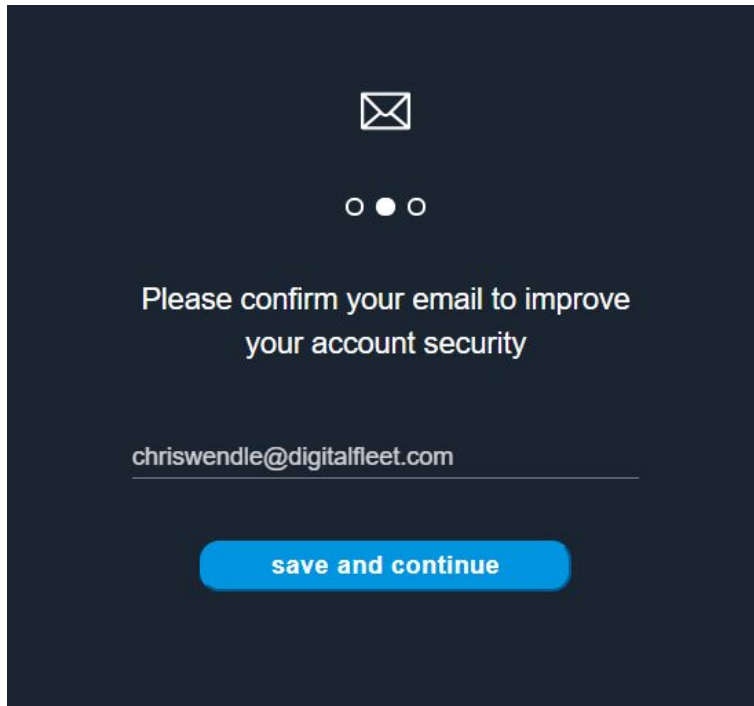 Please confirm your email to improve
your account security
chriswendle@digitalfleet.com
save and continue